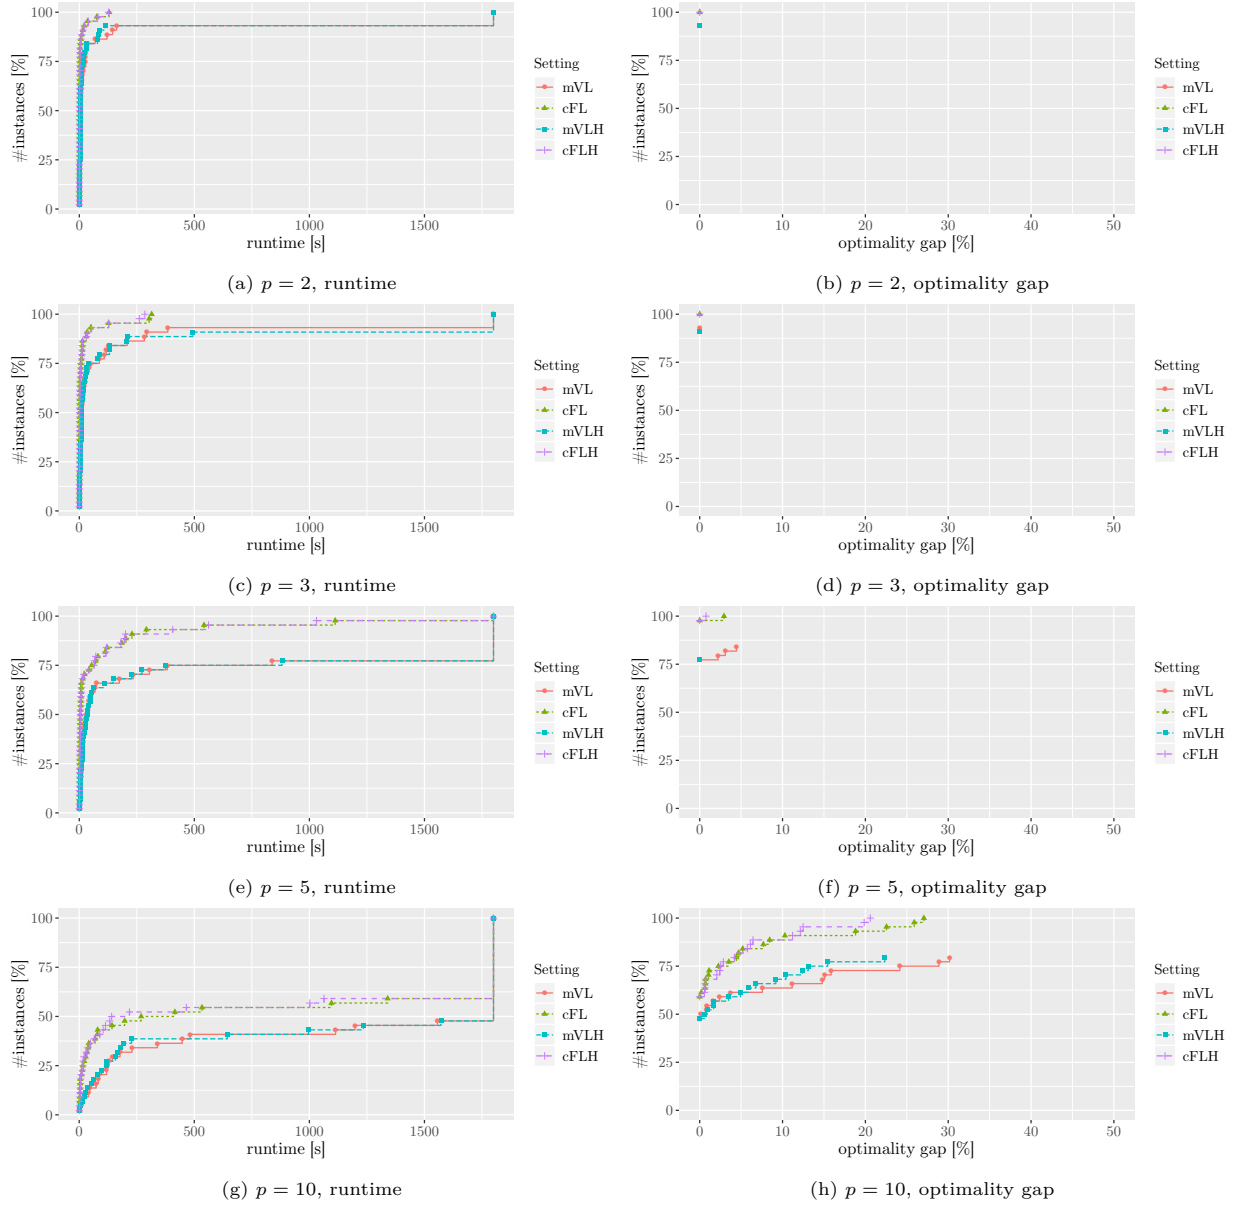 100
75
50
25
0
#instances [%]
0 500 1000 1500
runtime [s]
Setting
mVL
cFL
mVLH
cFLH
(a) p = 2, runtime
100
75
50
25
0
#instances [%]
0 10 20 30 40 50
optimality gap [%]
Setting
mVL
cFL
mVLH
cFLH
(b) p = 2, optimality gap
100
75
50
25
0
#instances [%]
0 500 1000 1500
runtime [s]
Setting
mVL
cFL
mVLH
cFLH
(c) p = 3, runtime
100
75
50
25
0
#instances [%]
0 10 20 30 40 50
optimality gap [%]
Setting
mVL
cFL
mVLH
cFLH
(d) p = 3, optimality gap
100
75
50
25
0
#instances [%]
0 500 1000 1500
runtime [s]
Setting
mVL
cFL
mVLH
cFLH
(e) p = 5, runtime
100
75
50
25
0
#instances [%]
0 10 20 30 40 50
optimality gap [%]
Setting
mVL
cFL
mVLH
cFLH
(f) p = 5, optimality gap
100
75
50
25
0
#instances [%]
0 500 1000 1500
runtime [s]
Setting
mVL
cFL
mVLH
cFLH
(g) p = 10, runtime
100
75
50
25
0
#instances [%]
0 10 20 30 40 50
optimality gap [%]
Setting
mVL
cFL
mVLH
cFLH
(h) p = 10, optimality gap